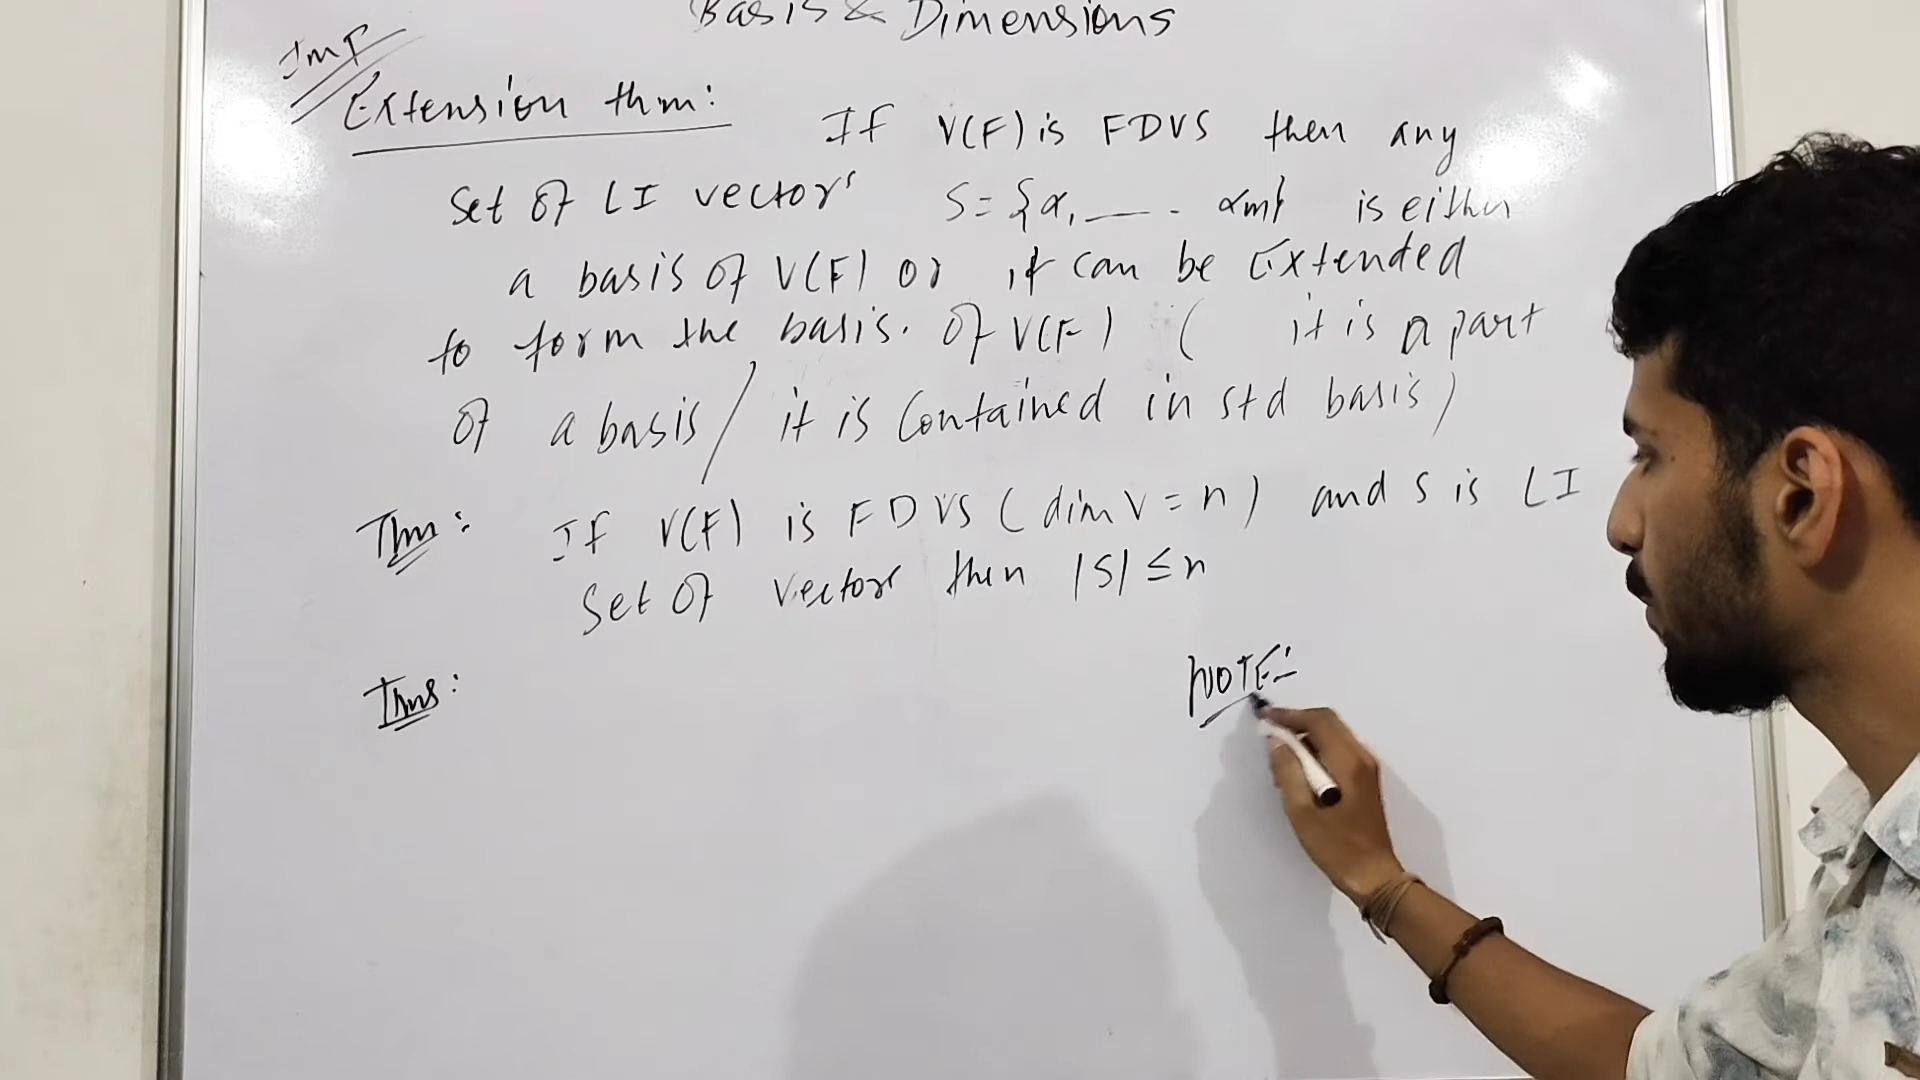 Basis & Dimensions
Imp
Extension thm: If V(F) is FDVS then any
set of LI vectors S = {α, ——. αm} is either
a basis of V(F) or it can be Extended
to form the basis. of V(F) ( it is a part
of a basis / it is contained in std basis)
Thm: If V(F) is FDVS ( dim V = n ) and S is LI
set of vectors then |S| ≤ n
Thm:
NOTE:-